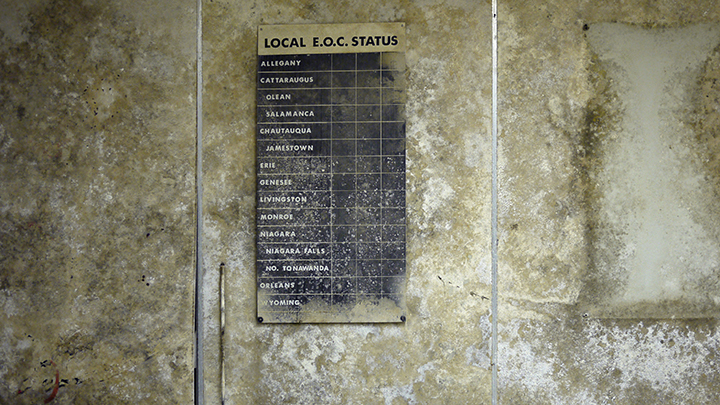 LOCAL E.O.C. STATUS
ALLEGANY
CATTARAUGUS
OLEAN
SALAMANCA
CHAUTAUQUA
JAMESTOWN
ERIE
GENESEE
LIVINGSTON
MONROE
NIAGARA
NIAGARA FALLS
NO. TONAWANDA
ORLEANS
WYOMING